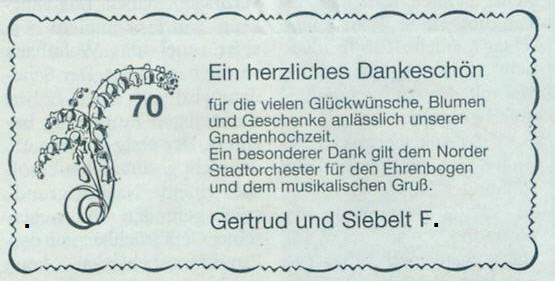 70
Ein herzliches Dankeschön
für die vielen Glückwünsche, Blumen
und Geschenke anlässlich unserer
Gnadenhochzeit.
Ein besonderer Dank gilt dem Norder
Stadtorchester für den Ehrenbogen
und dem musikalischen Gruß.
Gertrud und Siebelt F.